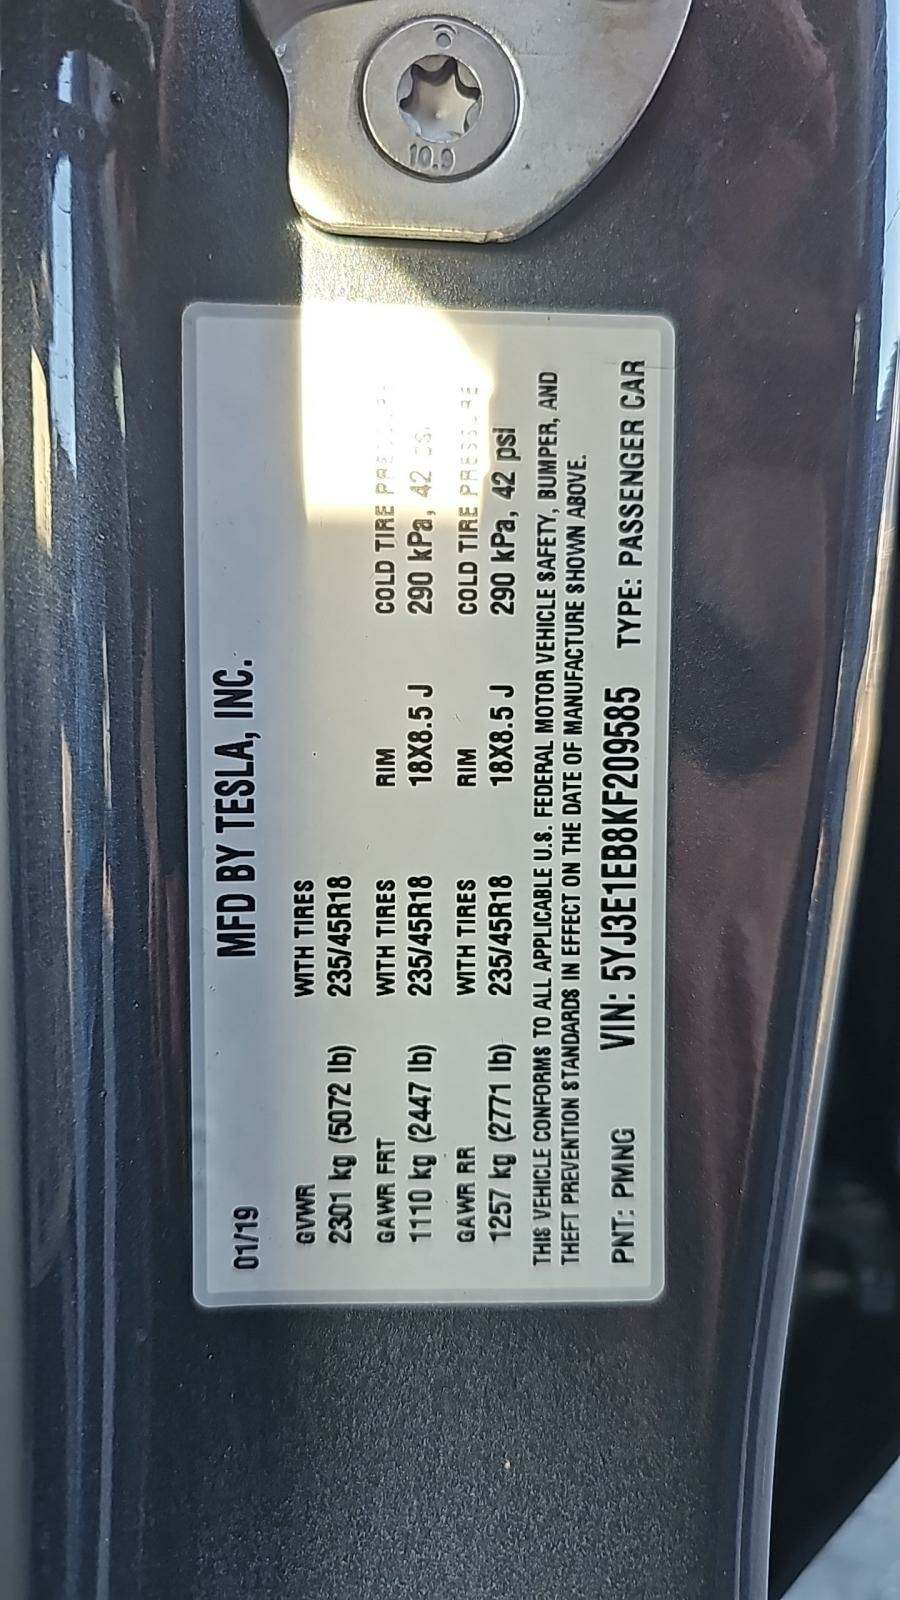 10.9
01/19 MFD BY TESLA, INC.
GVWR WITH TIRES
2301 kg (5072 lb) 235/45R18
GAWR FRT WITH TIRES RIM COLD TIRE PRESSURE
1110 kg (2447 lb) 235/45R18 18X8.5 J 290 kPa, 42 psi
GAWR RR WITH TIRES RIM COLD TIRE PRESSURE
1257 kg (2771 lb) 235/45R18 18X8.5 J 290 kPa, 42 psi
THIS VEHICLE CONFORMS TO ALL APPLICABLE U.S. FEDERAL MOTOR VEHICLE SAFETY, BUMPER, AND
THEFT PREVENTION STANDARDS IN EFFECT ON THE DATE OF MANUFACTURE SHOWN ABOVE.
PNT: PMNG VIN: 5YJ3E1EB8KF209585 TYPE: PASSENGER CAR